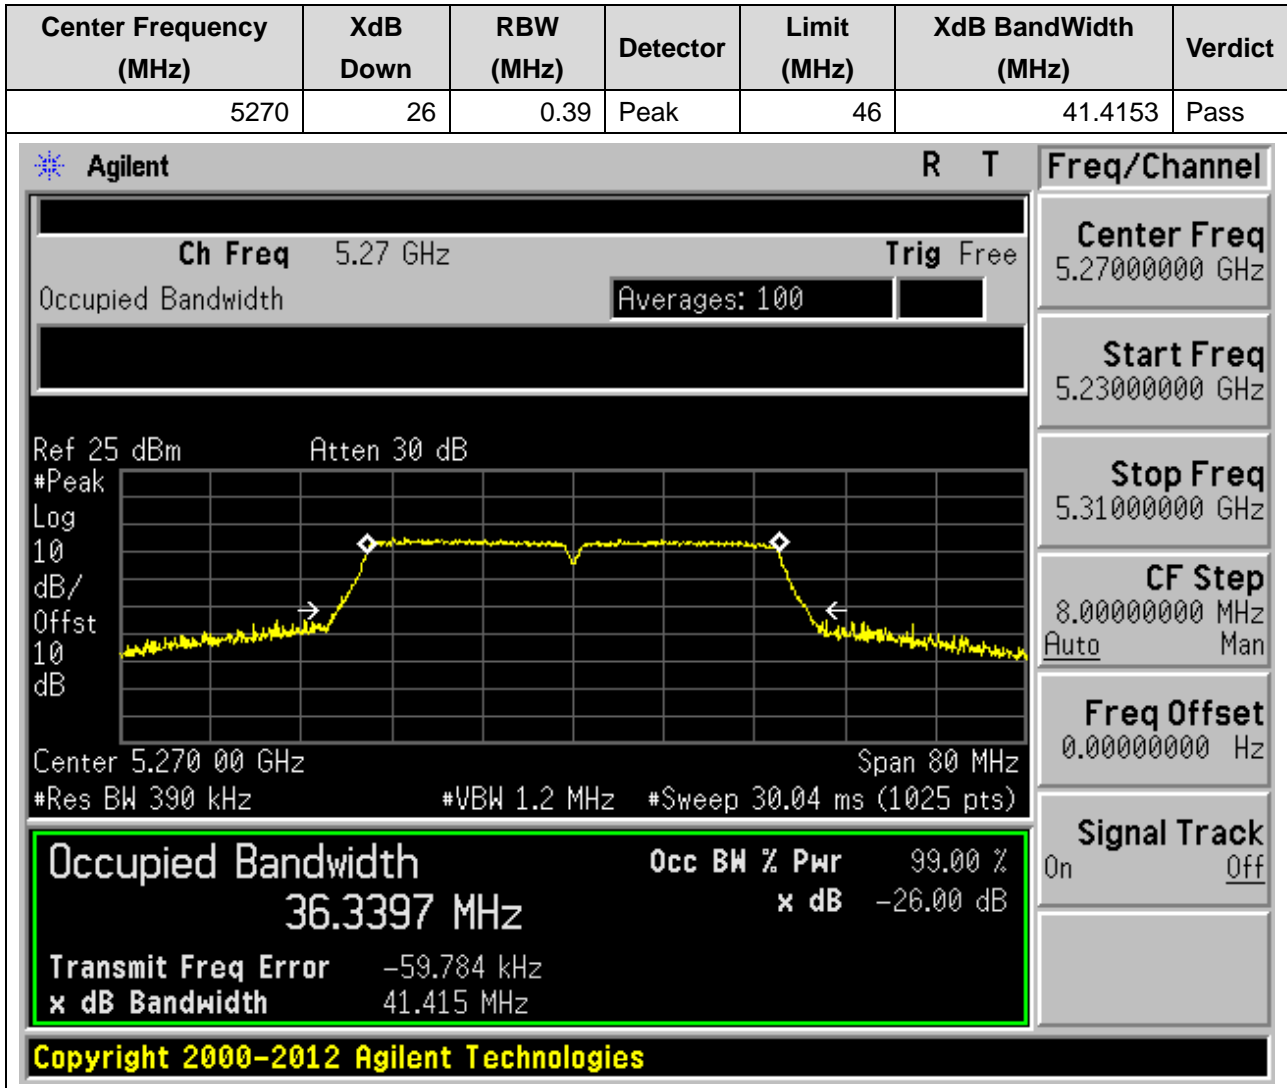 Center Frequency (MHz) XdB Down RBW (MHz) Detector Limit (MHz) XdB BandWidth (MHz) Verdict
5270 26 0.39 Peak 46 41.4153 Pass
Agilent R T Freq/Channel
Ch Freq 5.27 GHz Trig Free
Occupied Bandwidth Averages: 100
Center Freq
5.27000000 GHz
Start Freq
5.23000000 GHz
Stop Freq
5.31000000 GHz
CF Step
8.00000000 MHz
Auto Man
Freq Offset
0.00000000 Hz
Signal Track
On Off
Ref 25 dBm Atten 30 dB
#Peak
Log
10
dB/
Offst
10
dB
Center 5.270 00 GHz Span 80 MHz
#Res BW 390 kHz #VBW 1.2 MHz #Sweep 30.04 ms (1025 pts)
Occupied Bandwidth Occ BW % Pwr 99.00 %
36.3397 MHz x dB -26.00 dB
Transmit Freq Error -59.784 kHz
x dB Bandwidth 41.415 MHz
Copyright 2000-2012 Agilent Technologies